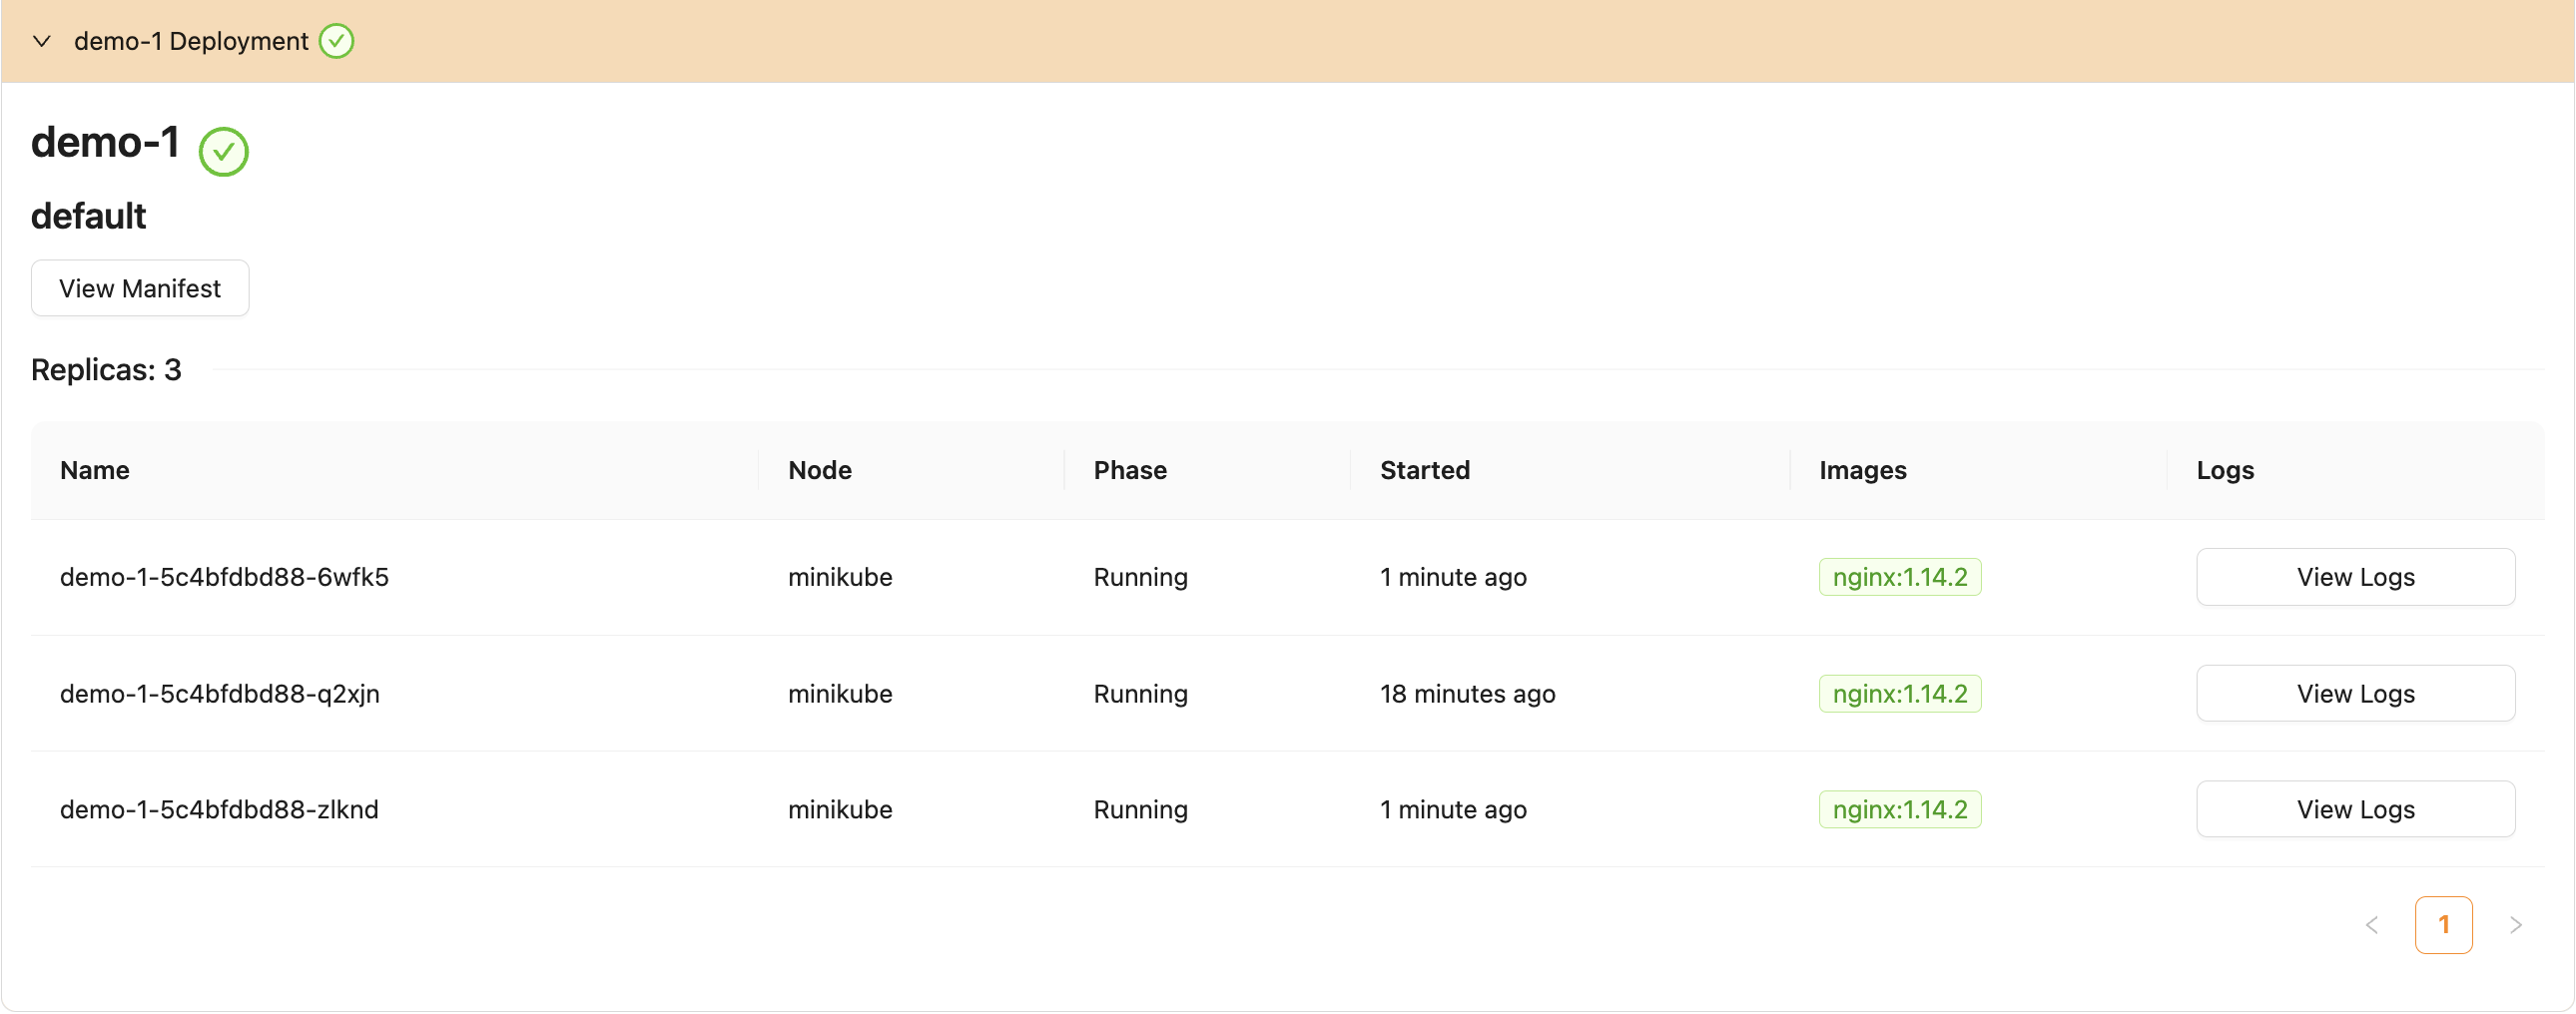 demo-1 Deployment
demo-1
default
View Manifest
Replicas: 3
Name Node Phase Started Images Logs
demo-1-5c4bfdbd88-6wfk5 minikube Running 1 minute ago nginx:1.14.2 View Logs
demo-1-5c4bfdbd88-q2xjn minikube Running 18 minutes ago nginx:1.14.2 View Logs
demo-1-5c4bfdbd88-zlknd minikube Running 1 minute ago nginx:1.14.2 View Logs
1